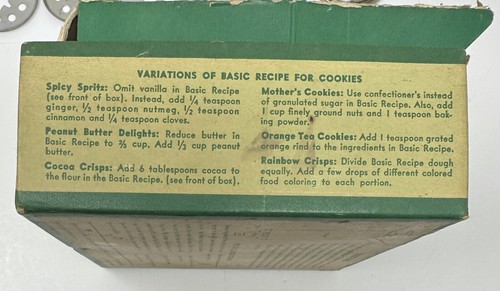 VARIATIONS OF BASIC RECIPE FOR COOKIES
Spicy Spritz: Omit vanilla in Basic Recipe
(see front of box). Instead, add ¼ teaspoon
ginger, ½ teaspoon nutmeg, ½ teaspoon
cinnamon and ¼ teaspoon cloves.
Peanut Butter Delights: Reduce butter in
Basic Recipe to ⅔ cup. Add ⅓ cup peanut
butter.
Cocoa Crisps: Add 6 tablespoons cocoa to
the flour in the Basic Recipe. (see front of box).
Mother's Cookies: Use confectioner's instead
of granulated sugar in Basic Recipe. Also, add
1 cup finely ground nuts and 1 teaspoon bak-
ing powder.
Orange Tea Cookies: Add 1 teaspoon grated
orange rind to the ingredients in Basic Recipe.
Rainbow Crisps: Divide Basic Recipe dough
equally. Add a few drops of different colored
food coloring to each portion.